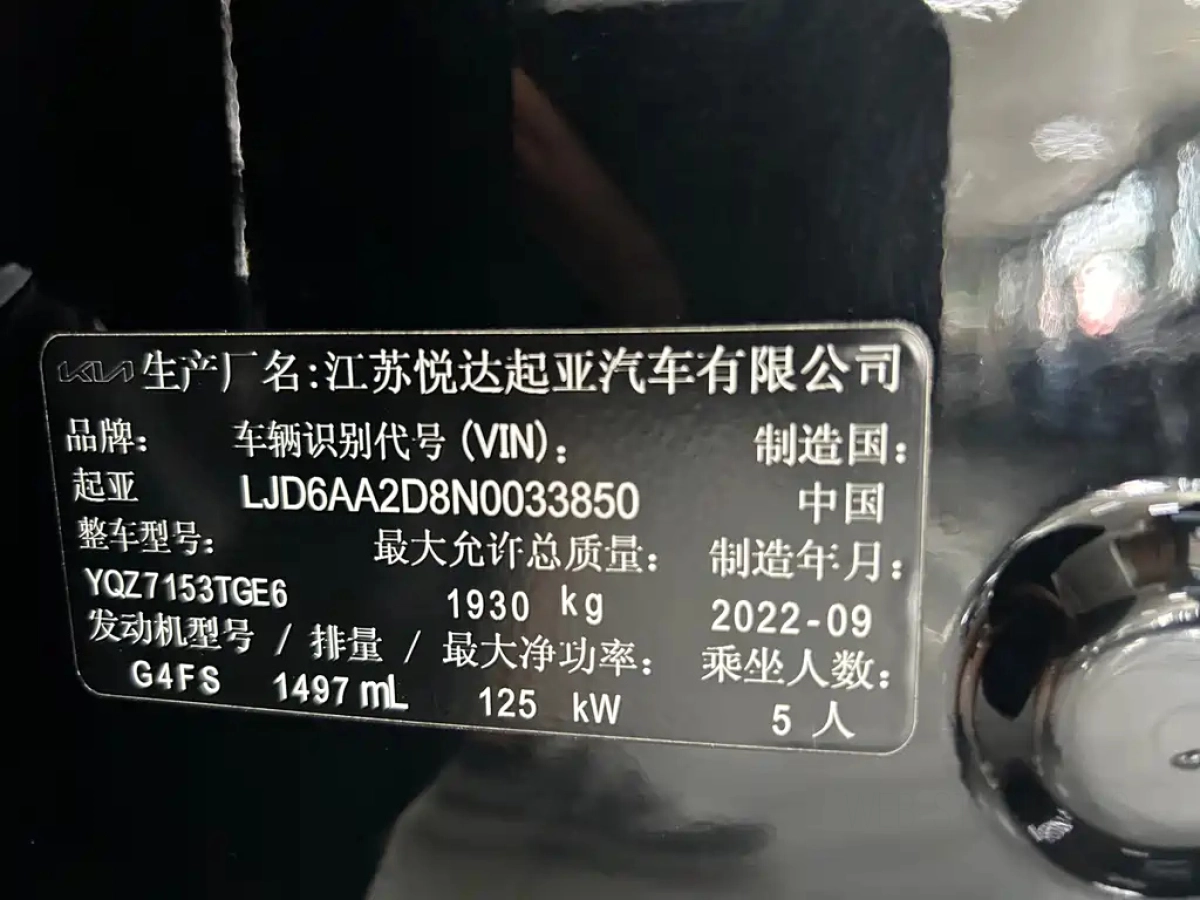 KIA 生产厂名:江苏悦达起亚汽车有限公司
品牌: 车辆识别代号(VIN): 制造国:
起亚 LJD6AA2D8N0033850 中国
整车型号: 最大允许总质量: 制造年月:
YQZ7153TGE6 1930 kg 2022-09
发动机型号 / 排量 / 最大净功率: 乘坐人数:
G4FS 1497 mL 125 kW 5 人